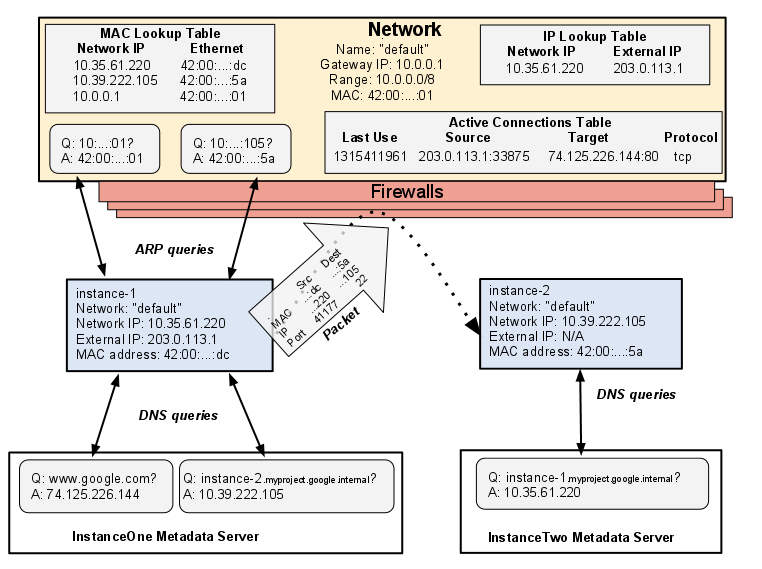 Network
Name: "default"
Gateway IP: 10.0.0.1
Range: 10.0.0.0/8
MAC: 42:00:...:01
MAC Lookup Table
Network IP Ethernet
10.35.61.220 42:00:...:dc
10.39.222.105 42:00:...:5a
10.0.0.1 42:00:...:01
IP Lookup Table
Network IP External IP
10.35.61.220 203.0.113.1
Active Connections Table
Last Use Source Target Protocol
1315411961 203.0.113.1:33875 74.125.226.144:80 tcp
Q: 10:...:01?
A: 42:00:...:01
Q: 10:...:105?
A: 42:00:...:5a
Firewalls
ARP queries
Src Dest
MAC ...:dc ...:5a
IP ...220 ...105
Port 41177 22
Packet
instance-1
Network: "default"
Network IP: 10.35.61.220
External IP: 203.0.113.1
MAC address: 42:00:...:dc
instance-2
Network: "default"
Network IP: 10.39.222.105
External IP: N/A
MAC address: 42:00:...:5a
DNS queries
DNS queries
Q: www.google.com?
A: 74.125.226.144
Q: instance-2.myproject.google.internal?
A: 10.39.222.105
InstanceOne Metadata Server
Q: instance-1.myproject.google.internal?
A: 10.35.61.220
InstanceTwo Metadata Server